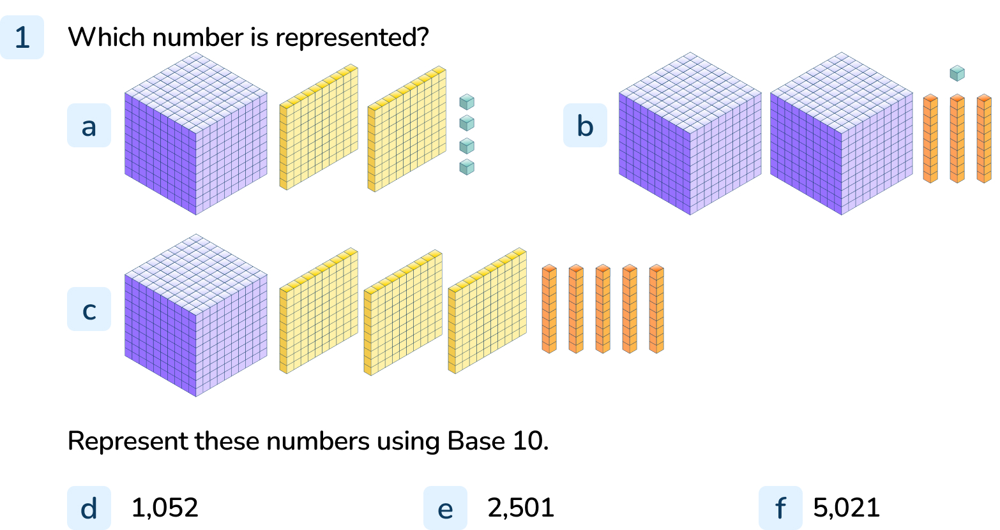 1 Which number is represented?
a b
c
Represent these numbers using Base 10.
d 1,052 e 2,501 f 5,021